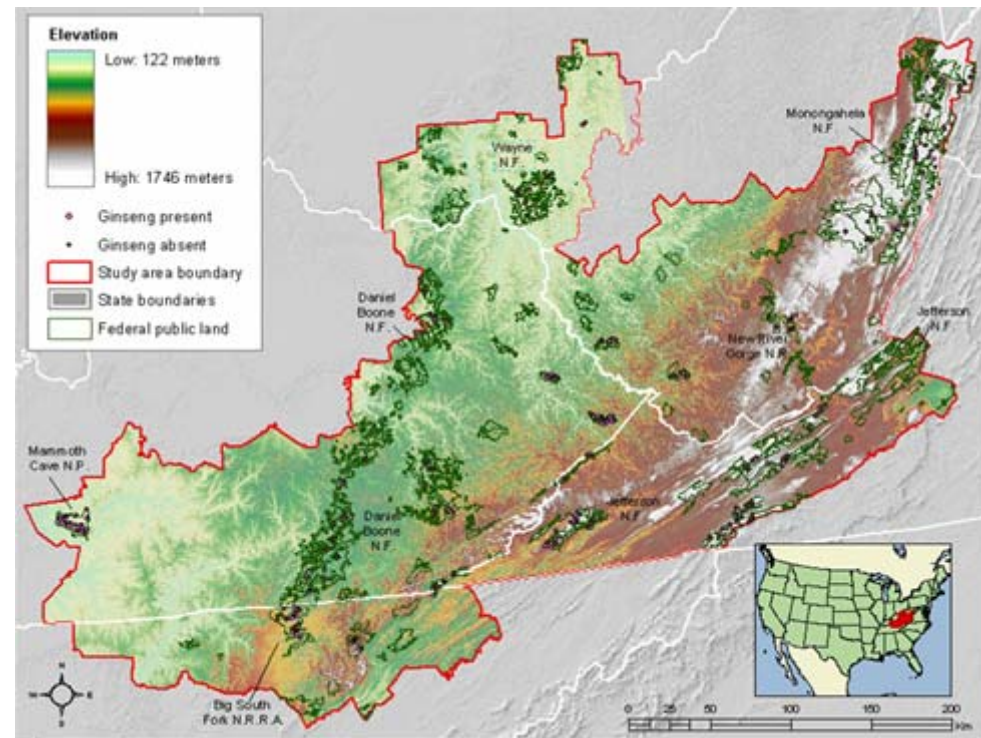 Elevation
Low: 122 meters
High: 1746 meters
Ginseng present
Ginseng absent
Study area boundary
State boundaries
Federal public land
Monongahela
N.F.
Wayne
N.F.
Daniel
Boone
N.F.
Jefferson
N.F.
New River
Gorge N.R.
Mammoth
Cave N.P.
Jefferson
N.F.
Daniel
Boone
N.F.
Big South
Fork N.R.R.A.
N
W E
S
0 25 50 100 150 200
Km